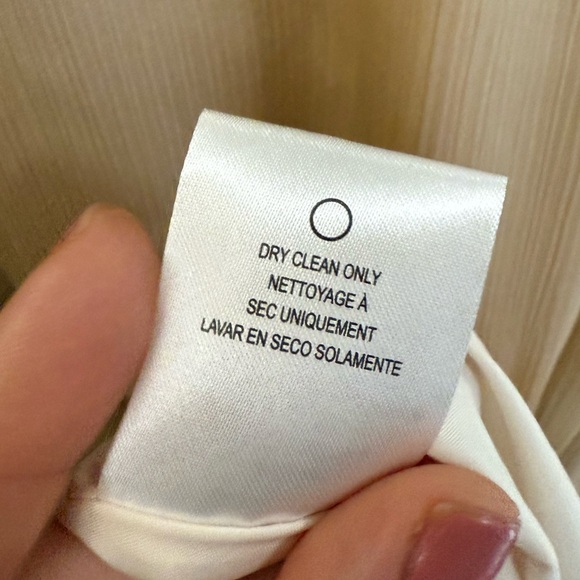 DRY CLEAN ONLY
NETTOYAGE À
SEC UNIQUEMENT
LAVAR EN SECO SOLAMENTE